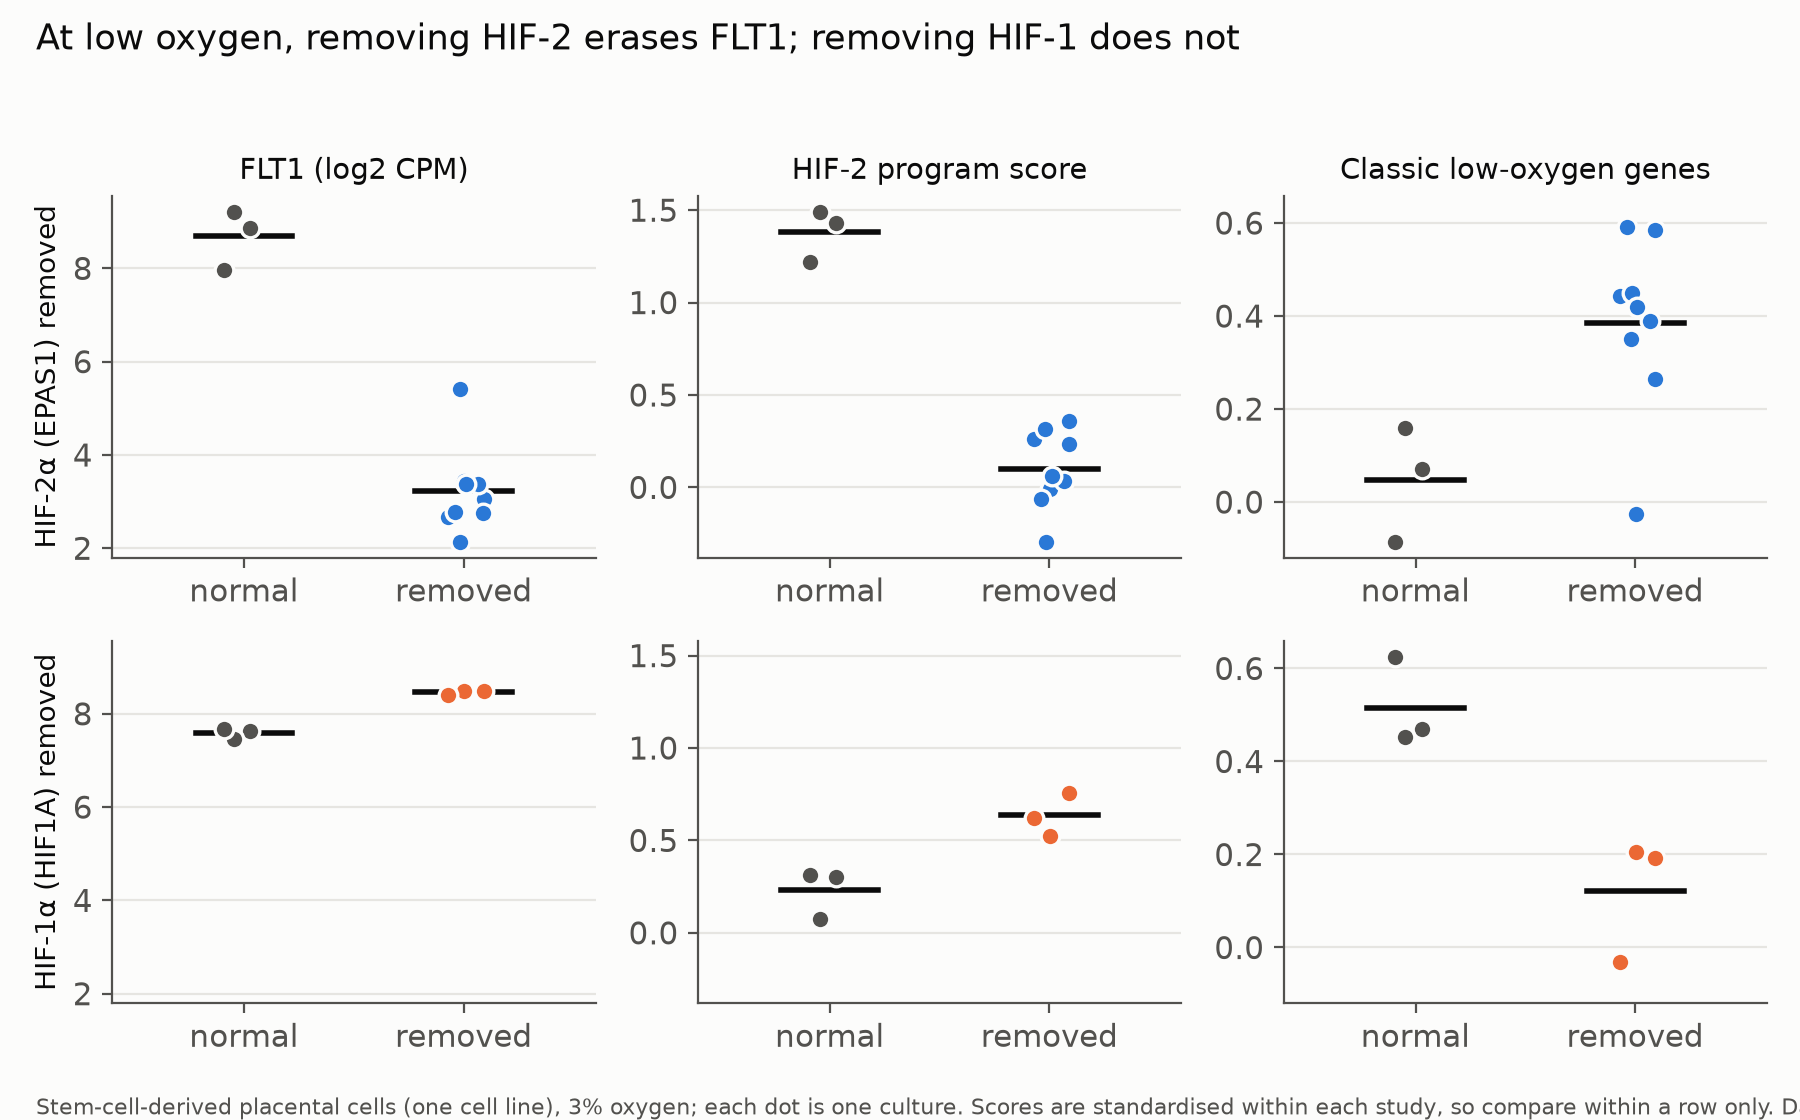 At low oxygen, removing HIF-2 erases FLT1; removing HIF-1 does not
FLT1 (log2 CPM)
HIF-2 program score
Classic low-oxygen genes
HIF-2α (EPAS1) removed
8
6
4
2
normal
removed
1.5
1.0
0.5
0.0
normal
removed
0.6
0.4
0.2
0.0
normal
removed
HIF-1α (HIF1A) removed
8
6
4
2
normal
removed
1.5
1.0
0.5
0.0
normal
removed
0.6
0.4
0.2
0.0
normal
removed
Stem-cell-derived placental cells (one cell line), 3% oxygen; each dot is one culture. Scores are standardised within each study, so compare within a row only. D